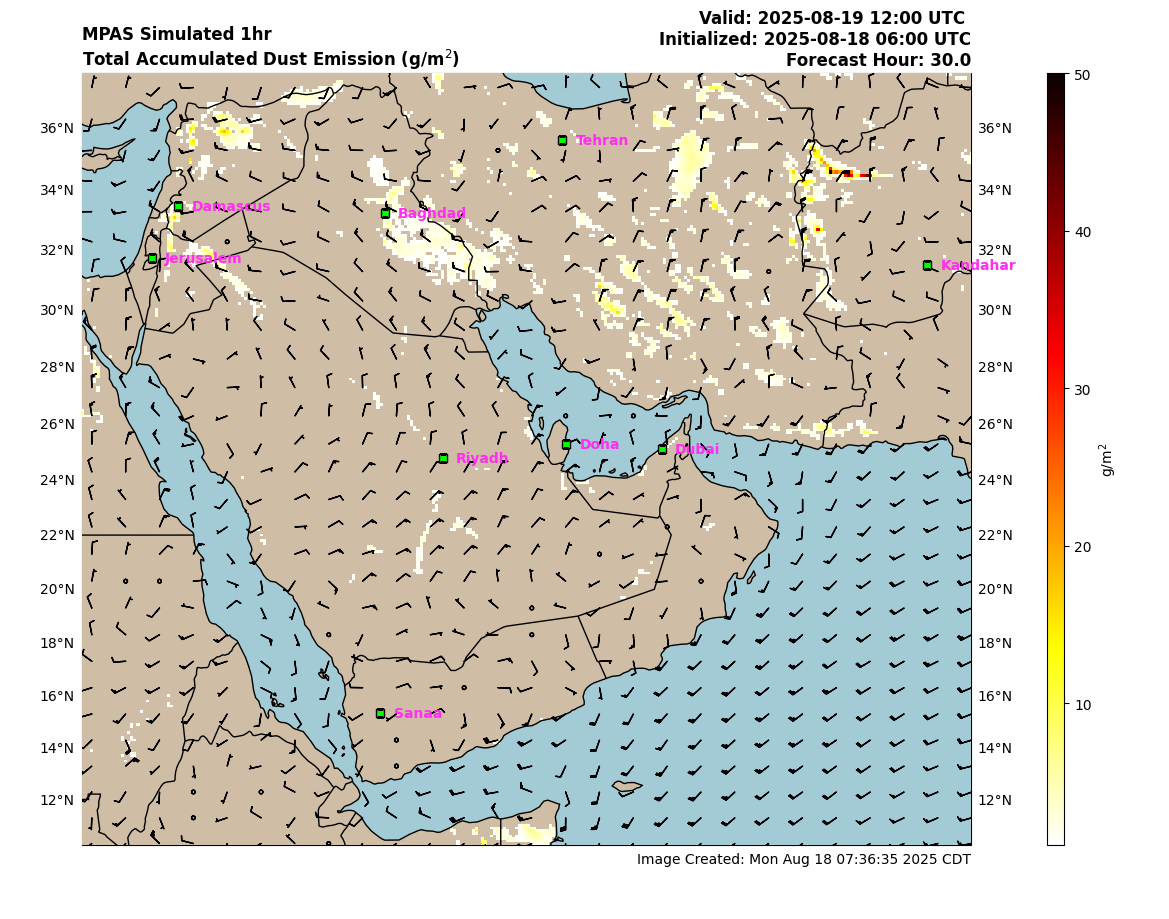 MPAS Simulated 1hr
Total Accumulated Dust Emission (g/m²)
Valid: 2025-08-19 12:00 UTC
Initialized: 2025-08-18 06:00 UTC
Forecast Hour: 30.0
36°N
34°N
32°N
30°N
28°N
26°N
24°N
22°N
20°N
18°N
16°N
14°N
12°N
Tehran
Damascus
Baghdad
Jerusalem
Kandahar
Doha
Dubai
Riyadh
Sanaa
36°N
34°N
32°N
30°N
28°N
26°N
24°N
22°N
20°N
18°N
16°N
14°N
12°N
50
40
30
20
10
g/m²
Image Created: Mon Aug 18 07:36:35 2025 CDT